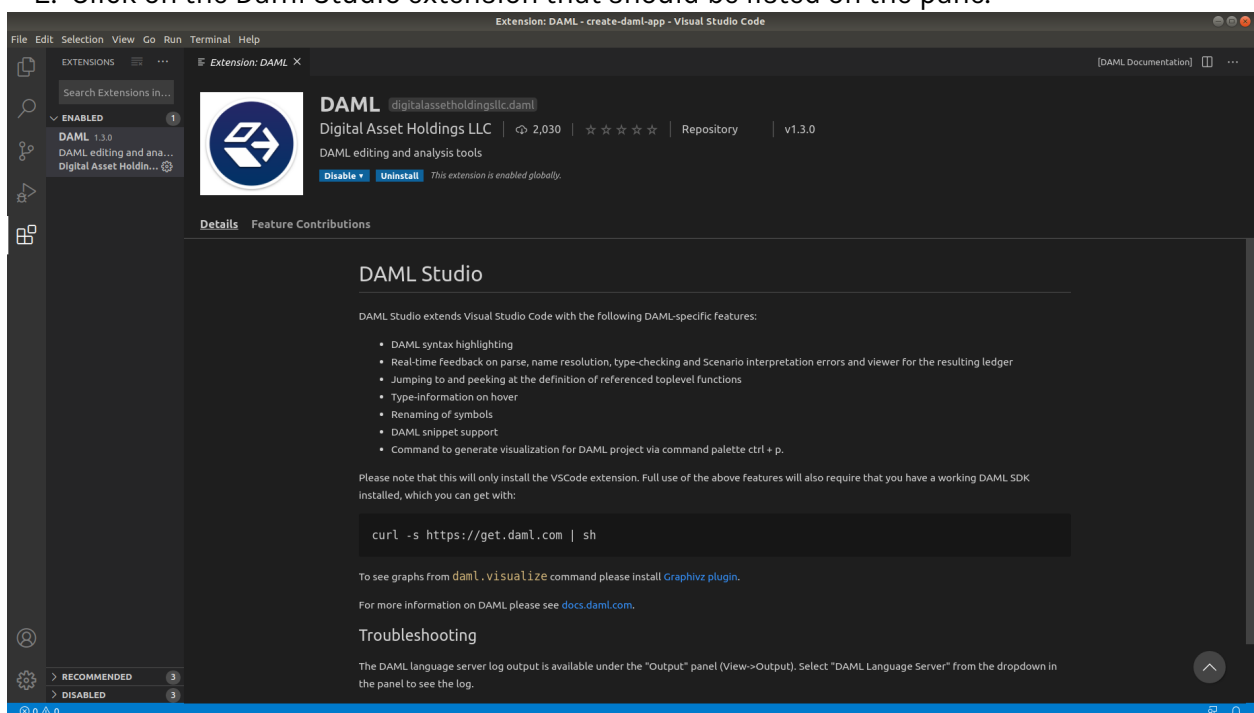 2. Click on the Daml Studio extension that should be listed on the pane.
Extension: DAML - create-daml-app - Visual Studio Code
File Edit Selection View Go Run Terminal Help
EXTENSIONS
Extension: DAML
[DAML Documentation]
Search Extensions in...
ENABLED 1
DAML 1.3.0
DAML editing and ana...
Digital Asset Holdin...
DAML digitalassetholdingsllc.daml
Digital Asset Holdings LLC 2,030 Repository v1.3.0
DAML editing and analysis tools
Disable Uninstall This extension is enabled globally.
Details Feature Contributions
DAML Studio
DAML Studio extends Visual Studio Code with the following DAML-specific features:
• DAML syntax highlighting
• Real-time feedback on parse, name resolution, type-checking and Scenario interpretation errors and viewer for the resulting ledger
• Jumping to and peeking at the definition of referenced toplevel functions
• Type-information on hover
• Renaming of symbols
• DAML snippet support
• Command to generate visualization for DAML project via command palette ctrl + p.
Please note that this will only install the VSCode extension. Full use of the above features will also require that you have a working DAML SDK
installed, which you can get with:
curl -s https://get.daml.com | sh
To see graphs from daml.visualize command please install Graphivz plugin.
For more information on DAML please see docs.daml.com.
Troubleshooting
The DAML language server log output is available under the "Output" panel (View->Output). Select "DAML Language Server" from the dropdown in
the panel to see the log.
RECOMMENDED 3
DISABLED 3
0 0